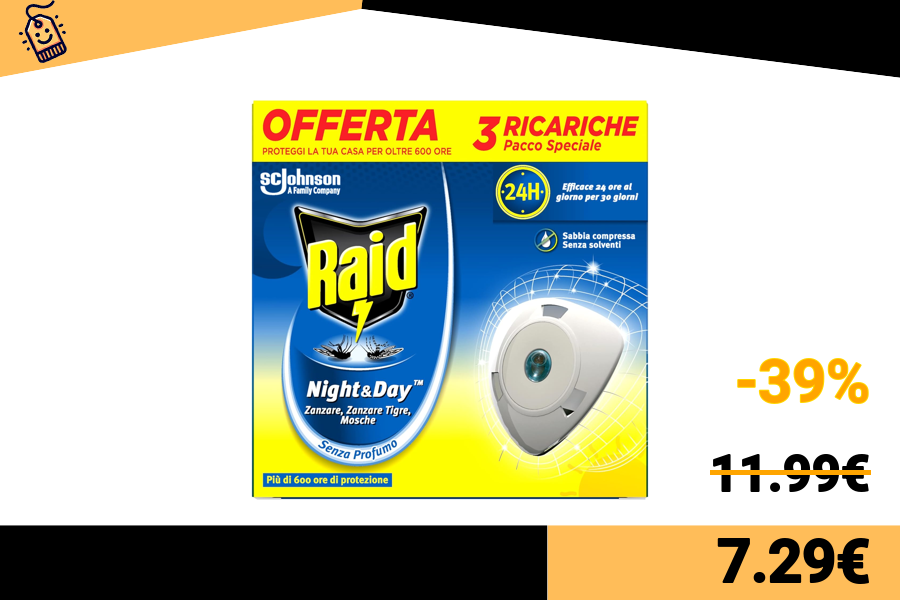 OFFERTA
PROTEGGI LA TUA CASA PER OLTRE 600 ORE
3 RICARICHE
Pacco Speciale
SCJohnson
A Family Company
24H
Efficace 24 ore al
giorno per 30 giorni
Sabbia compressa
Senza solventi
Raid®
Night&Day™
Zanzare, Zanzare Tigre,
Mosche
Senza Profumo
Più di 600 ore di protezione
-39%
11.99€
7.29€